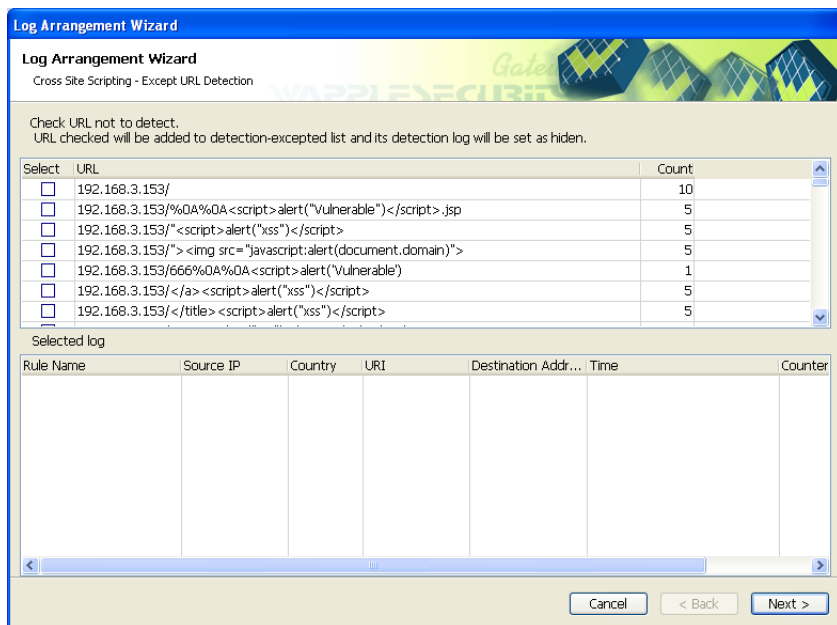 Log Arrangement Wizard
Log Arrangement Wizard
Cross Site Scripting - Except URL Detection
Check URL not to detect.
URL checked will be added to detection-excepted list and its detection log will be set as hiden.
Select URL Count
192.168.3.153/ 10
192.168.3.153/%0A%0A<script>alert("Vulnerable")</script>.jsp 5
192.168.3.153/"<script>alert("xss")</script> 5
192.168.3.153/"><img src="javascript:alert(document.domain)"> 5
192.168.3.153/666%0A%0A<script>alert('Vulnerable') 1
192.168.3.153/</a><script>alert("xss")</script> 5
192.168.3.153/</title><script>alert("xss")</script> 5
Selected log
Rule Name Source IP Country URI Destination Addr... Time Counter
Cancel < Back Next >